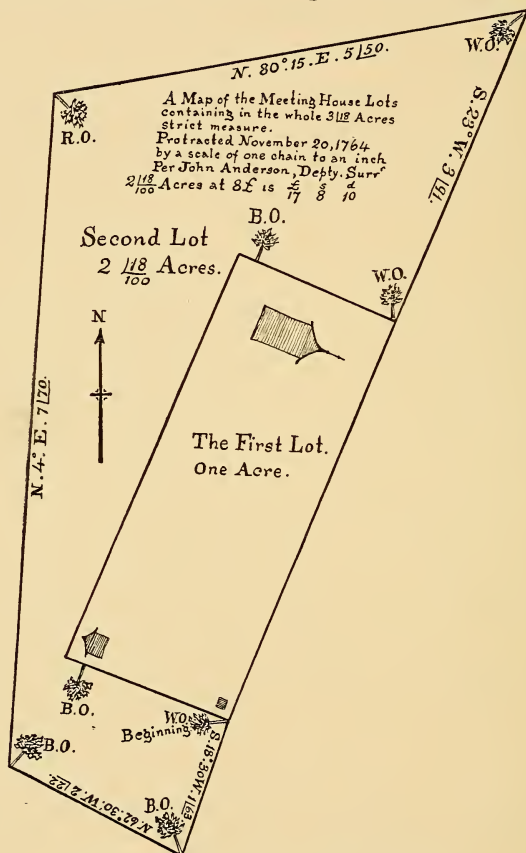 N. 80°.15. E. 5|50.
W.O.
R.O.
A Map of the Meeting House Lots
containing in the whole 3|18 Acres
strict measure.
Protracted November 20, 1764
by a scale of one chain to an inch
Per John Anderson, Depty. Surr
2 |18/100 Acres at 8£ is £ 17 s 8 d 10
S. 23° W. 3|91.
B.O.
Second Lot
2 |18/100 Acres.
W.O.
N
N. 4°. E. 7|70.
The First Lot.
One Acre.
B.O.
W.O.
Beginning
B.O.
S. 18°.30 W. 1|63
N. 62°.30. W. 2|22.
B.O.